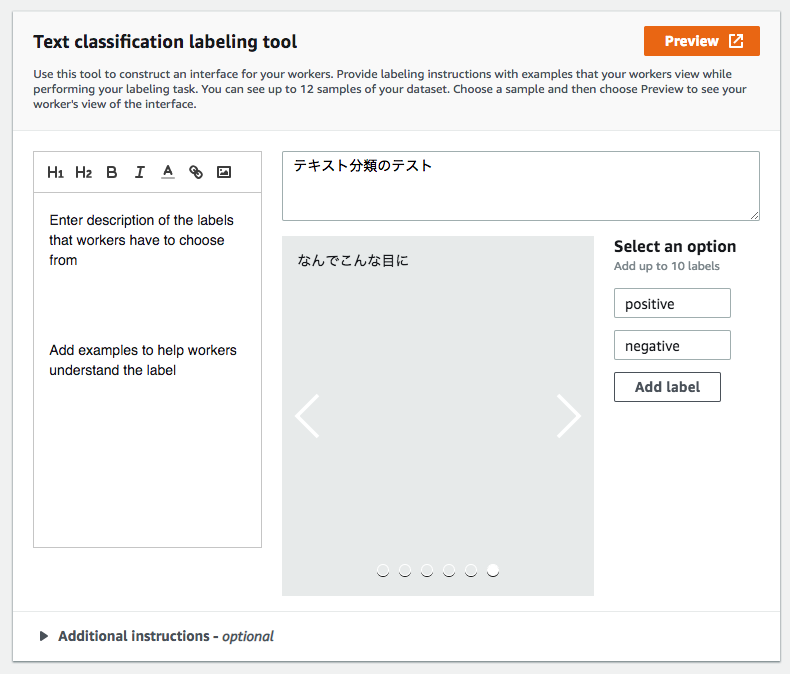 Text classification labeling tool
Preview
Use this tool to construct an interface for your workers. Provide labeling instructions with examples that your workers view while
performing your labeling task. You can see up to 12 samples of your dataset. Choose a sample and then choose Preview to see your
worker's view of the interface.
H1 H2 B I A
Enter description of the labels
that workers have to choose
from
Add examples to help workers
understand the label
テキスト分類のテスト
なんでこんな目に
Select an option
Add up to 10 labels
positive
negative
Add label
Additional instructions - optional